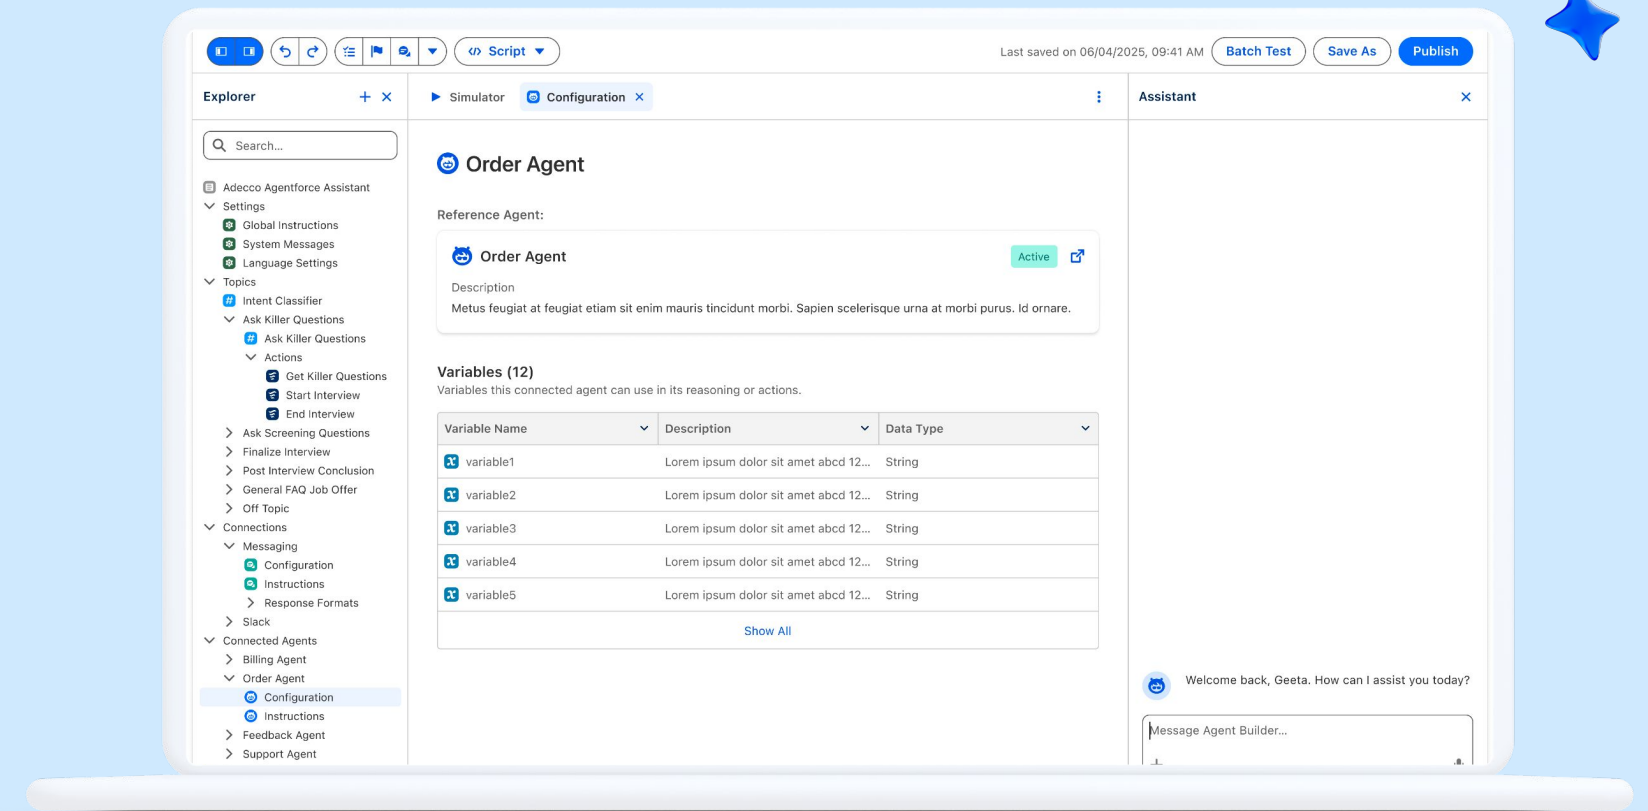 Script
Last saved on 06/04/2025, 09:41 AM
Batch Test
Save As
Publish
Explorer
Search...
Adecco Agentforce Assistant
Settings
Global Instructions
System Messages
Language Settings
Topics
Intent Classifier
Ask Killer Questions
Ask Killer Questions
Actions
Get Killer Questions
Start Interview
End Interview
Ask Screening Questions
Finalize Interview
Post Interview Conclusion
General FAQ Job Offer
Off Topic
Connections
Messaging
Configuration
Instructions
Response Formats
Slack
Connected Agents
Billing Agent
Order Agent
Configuration
Instructions
Feedback Agent
Support Agent
Simulator
Configuration
Order Agent
Reference Agent:
Order Agent
Active
Description
Metus feugiat at feugiat etiam sit enim mauris tincidunt morbi. Sapien scelerisque urna at morbi purus. Id ornare.
Variables (12)
Variables this connected agent can use in its reasoning or actions.
Variable Name Description Data Type
variable1 Lorem ipsum dolor sit amet abcd 12... String
variable2 Lorem ipsum dolor sit amet abcd 12... String
variable3 Lorem ipsum dolor sit amet abcd 12... String
variable4 Lorem ipsum dolor sit amet abcd 12... String
variable5 Lorem ipsum dolor sit amet abcd 12... String
Show All
Assistant
Welcome back, Geeta. How can I assist you today?
Message Agent Builder...